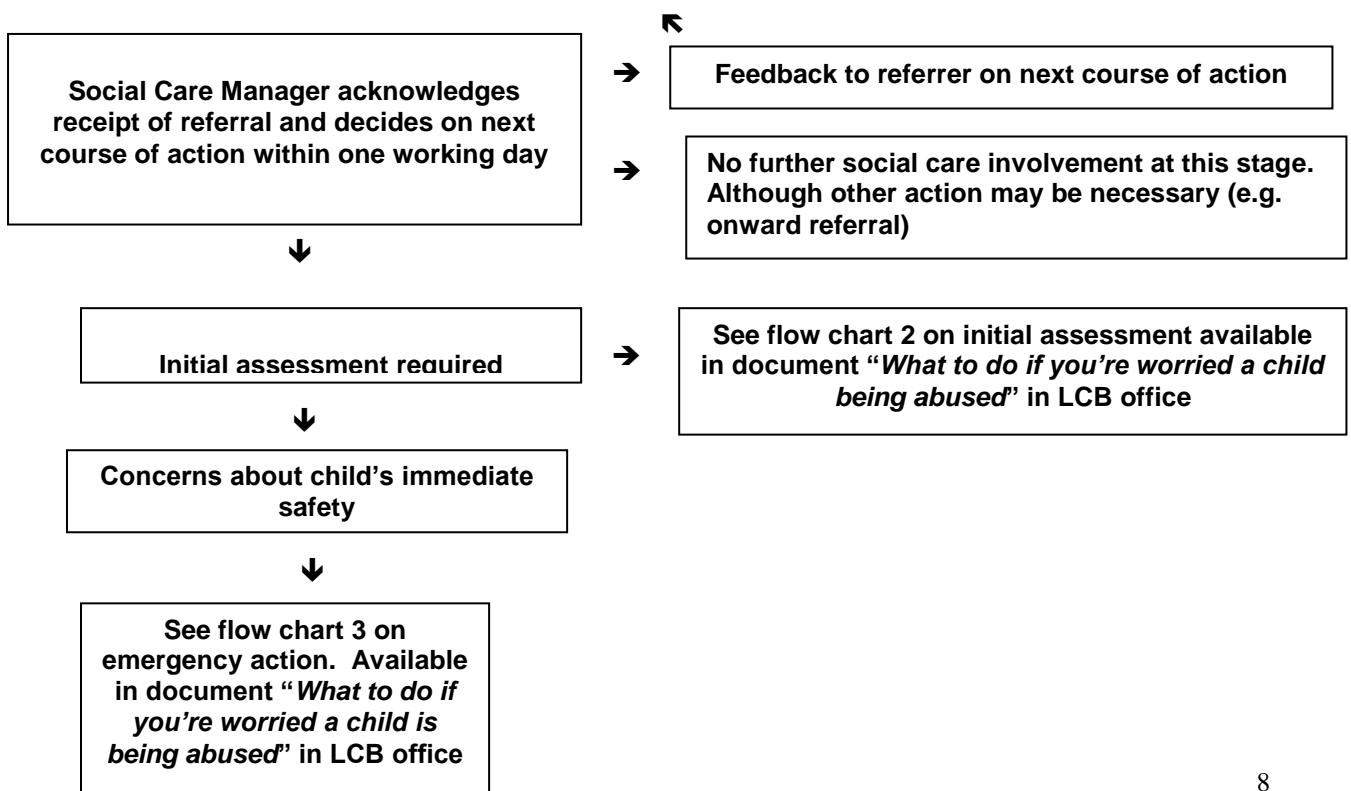 Social Care Manager acknowledges
receipt of referral and decides on next
course of action within one working day
Feedback to referrer on next course of action
No further social care involvement at this stage.
Although other action may be necessary (e.g.
onward referral)
Initial assessment required
See flow chart 2 on initial assessment available
in document “What to do if you’re worried a child
being abused” in LCB office
Concerns about child’s immediate
safety
See flow chart 3 on
emergency action.  Available
in document “What to do if
you’re worried a child is
being abused” in LCB office
8